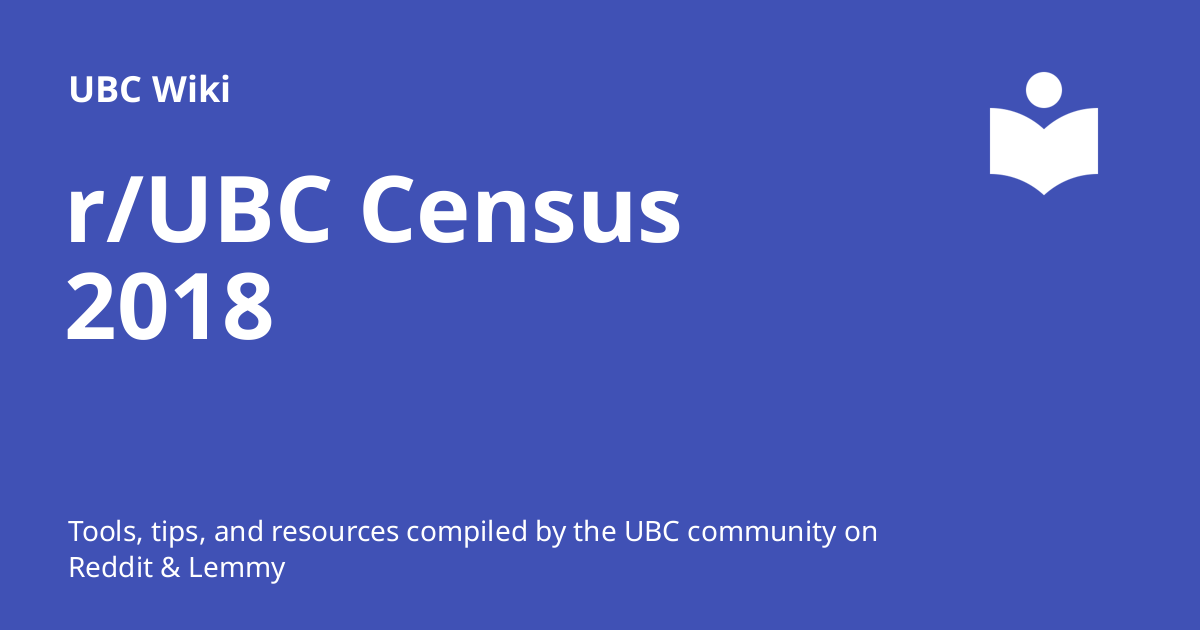 UBC Wiki
r/UBC Census
2018
Tools, tips, and resources compiled by the UBC community on
Reddit & Lemmy